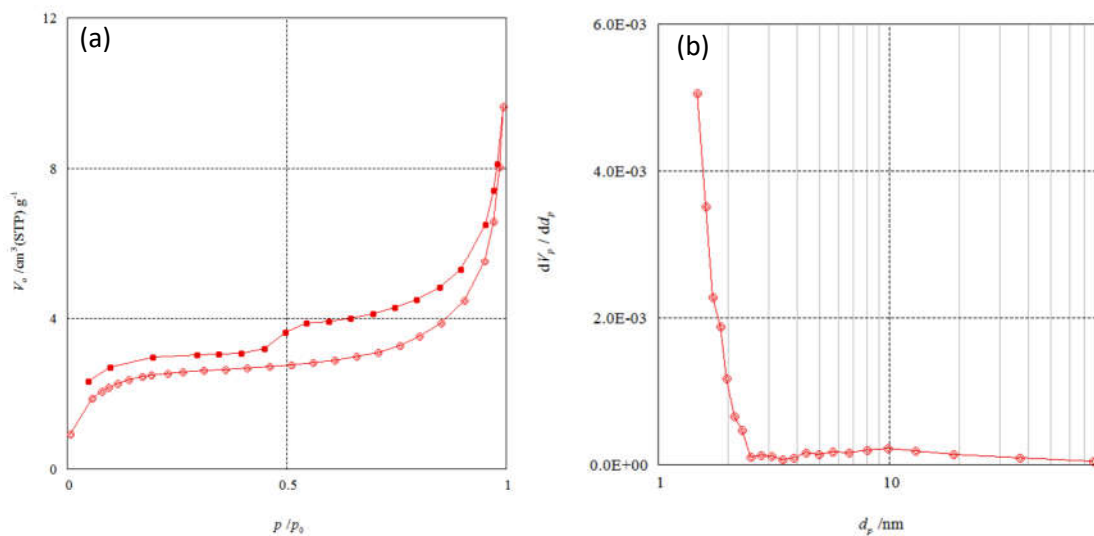 (a)
12
8
4
0
0
0.5
1
Va /cm3(STP) g-1
p /p0
(b)
6.0E-03
4.0E-03
2.0E-03
0.0E+00
1
10
dVp / ddp
dp /nm